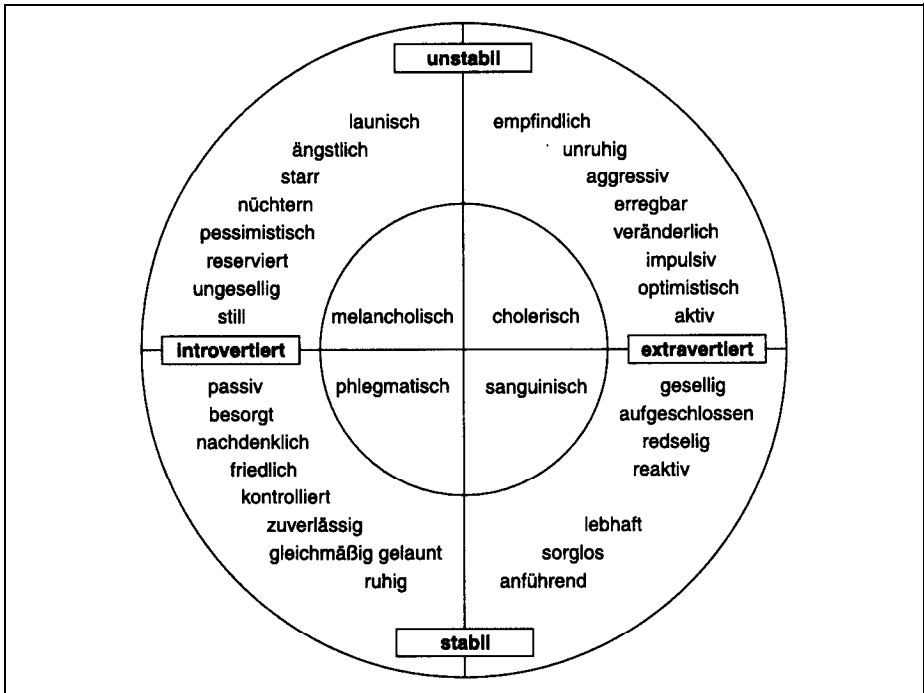 unstabil
launisch empfindlich
ängstlich unruhig
starr aggressiv
nüchtern erregbar
pessimistisch veränderlich
reserviert impulsiv
ungesellig optimistisch
still melancholisch cholerisch aktiv
introvertiert extravertiert
passiv phlegmatisch sanguinisch gesellig
besorgt aufgeschlossen
nachdenklich redselig
friedlich reaktiv
kontrolliert
zuverlässig lebhaft
gleichmäßig gelaunt sorglos
ruhig anführend
stabil